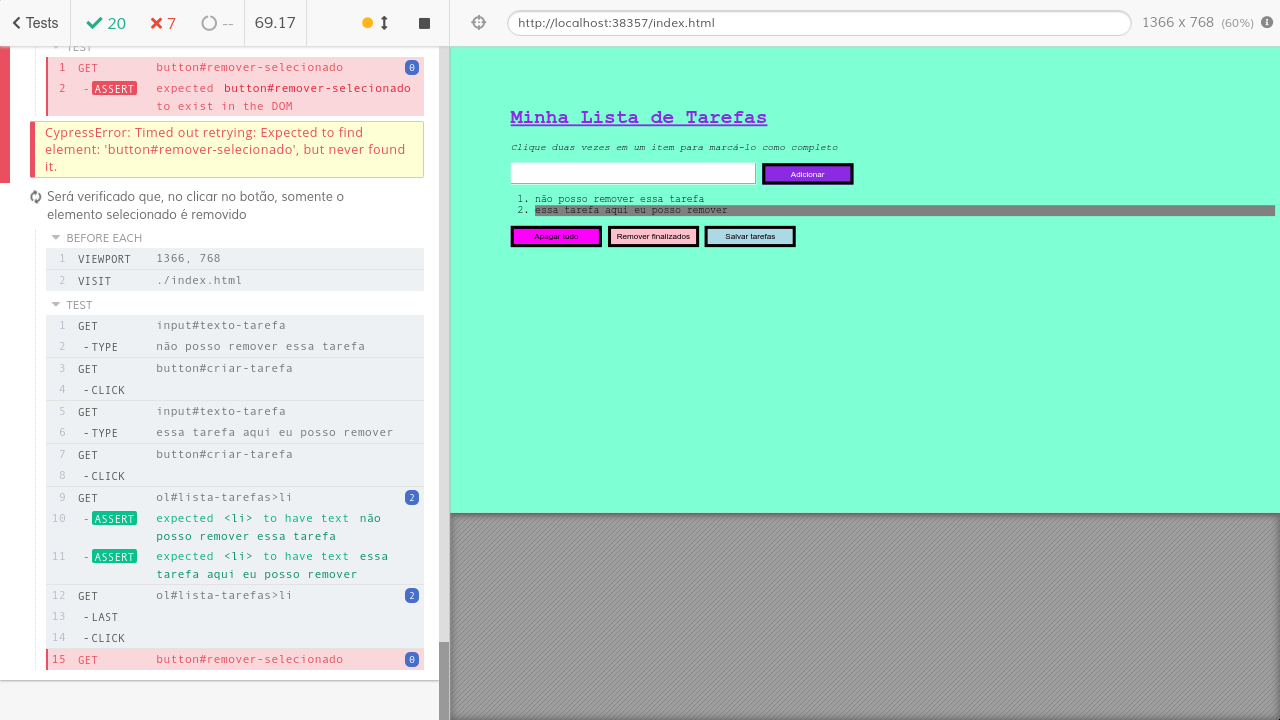 Tests
20
7
--
69.17
http://localhost:38357/index.html
1366 x 768 (60%)
TEST
1 GET button#remover-selecionado 0
2 -ASSERT expected button#remover-selecionado
to exist in the DOM
CypressError: Timed out retrying: Expected to find
element: 'button#remover-selecionado', but never found
it.
Será verificado que, no clicar no botão, somente o
elemento selecionado é removido
BEFORE EACH
1 VIEWPORT 1366, 768
2 VISIT ./index.html
TEST
1 GET input#texto-tarefa
2 -TYPE não posso remover essa tarefa
3 GET button#criar-tarefa
4 -CLICK
5 GET input#texto-tarefa
6 -TYPE essa tarefa aqui eu posso remover
7 GET button#criar-tarefa
8 -CLICK
9 GET ol#lista-tarefas>li 2
10 -ASSERT expected <li> to have text não
posso remover essa tarefa
11 -ASSERT expected <li> to have text essa
tarefa aqui eu posso remover
12 GET ol#lista-tarefas>li 2
13 -LAST
14 -CLICK
15 GET button#remover-selecionado 0
Minha Lista de Tarefas
Clique duas vezes em um item para marcá-lo como completo
Adicionar
1. não posso remover essa tarefa
2. essa tarefa aqui eu posso remover
Apagar tudo Remover finalizados Salvar tarefas